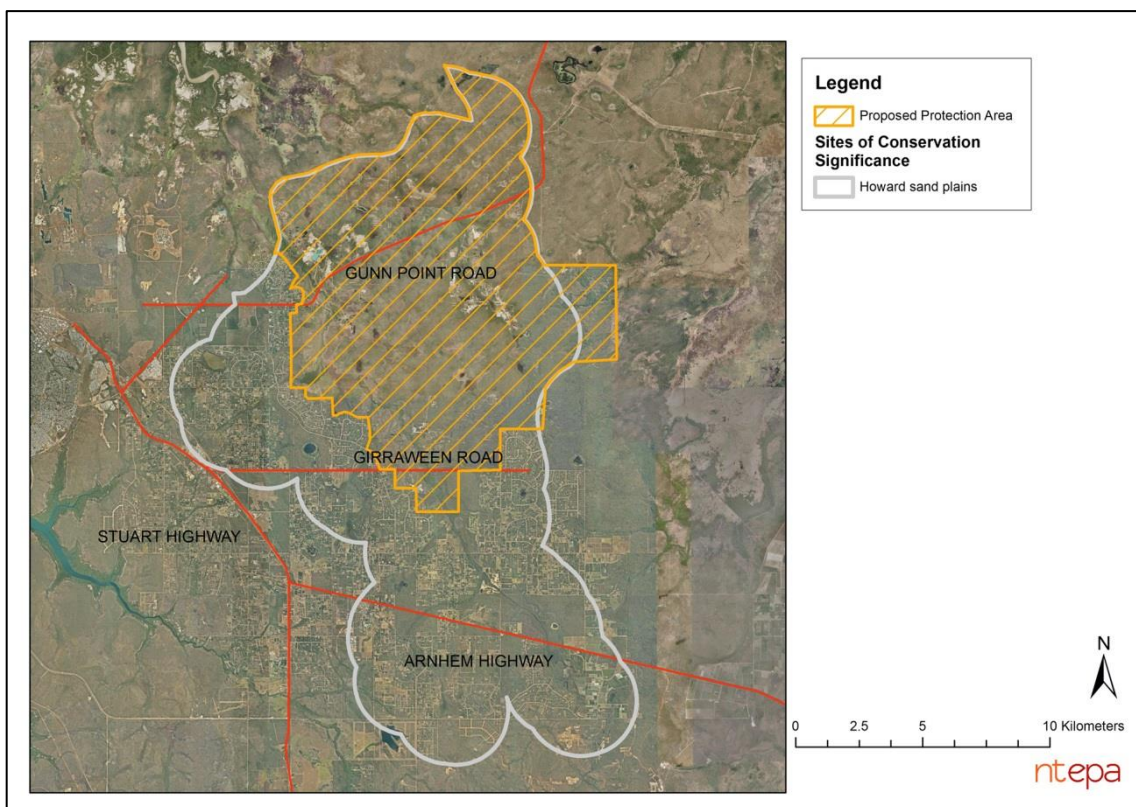 GUNN POINT ROAD
GIRRAWEEN ROAD
STUART HIGHWAY
ARNHEM HIGHWAY
Legend
Proposed Protection Area
Sites of Conservation
Significance
Howard sand plains
N
0 2.5 5 10 Kilometers
ntepa